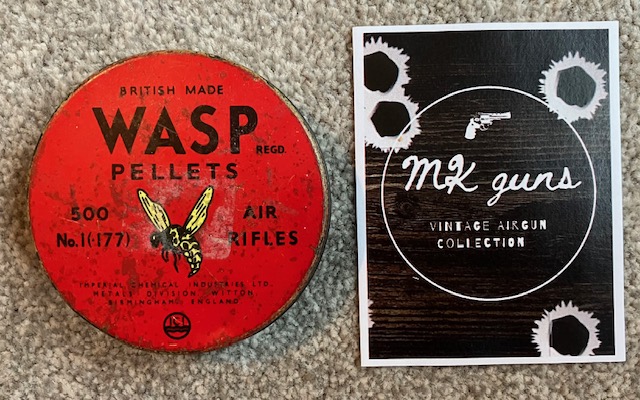 BRITISH MADE
WASP REGD.
PELLETS
500 AIR
No.1(·177) RIFLES
IMPERIAL CHEMICAL INDUSTRIES LTD.
METALS DIVISION, WITTON,
BIRMINGHAM, ENGLAND
ICI
MK guns
VINTAGE AIRGUN
COLLECTION